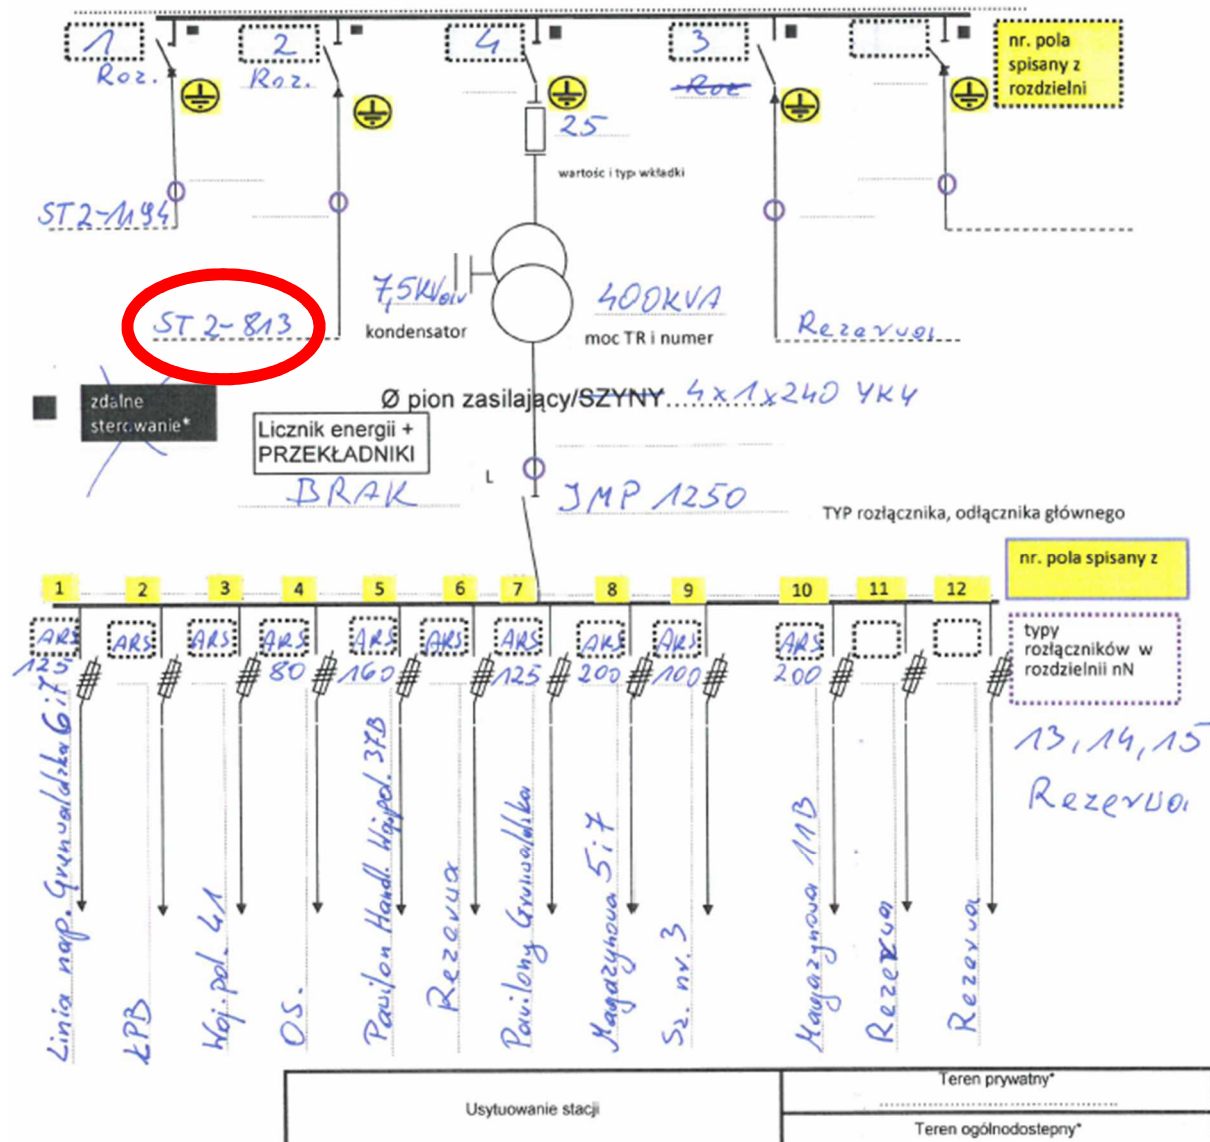 1
2
4
3
nr. pola
spisany z
rozdzielni
Roz.
Roz.
Roz
25
wartośc i typ wkładki
ST2-1194
7,5KVar
400KVA
ST2-813
kondensator
moc TR i numer
Rezerwa
zdalne
sterowanie*
Ø pion zasilający/SZYNY 4x1x240 YKY
Licznik energii +
PRZEKŁADNIKI
BRAK
L
JMP 1250
TYP rozłącznika, odłącznika głównego
nr. pola spisany z
1 2 3 4 5 6 7 8 9 10 11 12
ARS ARS ARS ARS ARS ARS ARS ARS ARS ARS
125 80 160 125 200 100 200
typy
rozłączników w
rozdzielnii nN
13, 14, 15
Rezerwa
Linia nap. Grunwaldzka 6 i 7
ŁPB
Woj. pol. 41
OS.
Pawilon Handl. Woj. pol. 37B
Rezerwa
Pawilony Grunwaldzka
Magazynowa 5 i 7
Sz. nr. 3
Magazynowa 11B
Rezerwa
Rezerwa
Usytuowanie stacji
Teren prywatny*
Teren ogólnodostepny*